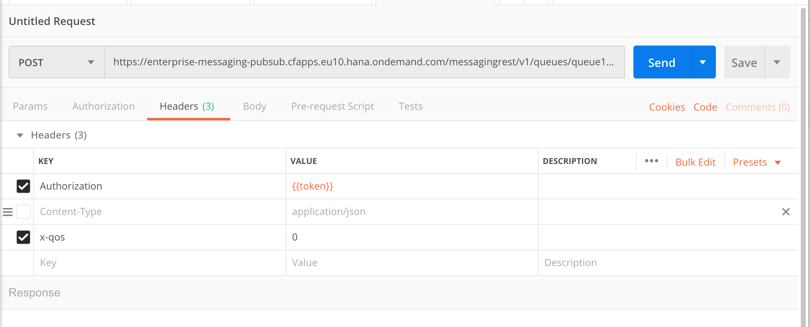 Untitled Request
POST https://enterprise-messaging-pubsub.cfapps.eu10.hana.ondemand.com/messagingrest/v1/queues/queue1... Send Save
Params Authorization Headers (3) Body Pre-request Script Tests Cookies Code Comments (0)
Headers (3)
KEY VALUE DESCRIPTION ••• Bulk Edit Presets
Authorization {{token}}
Content-Type application/json
x-qos 0
Key Value Description
Response